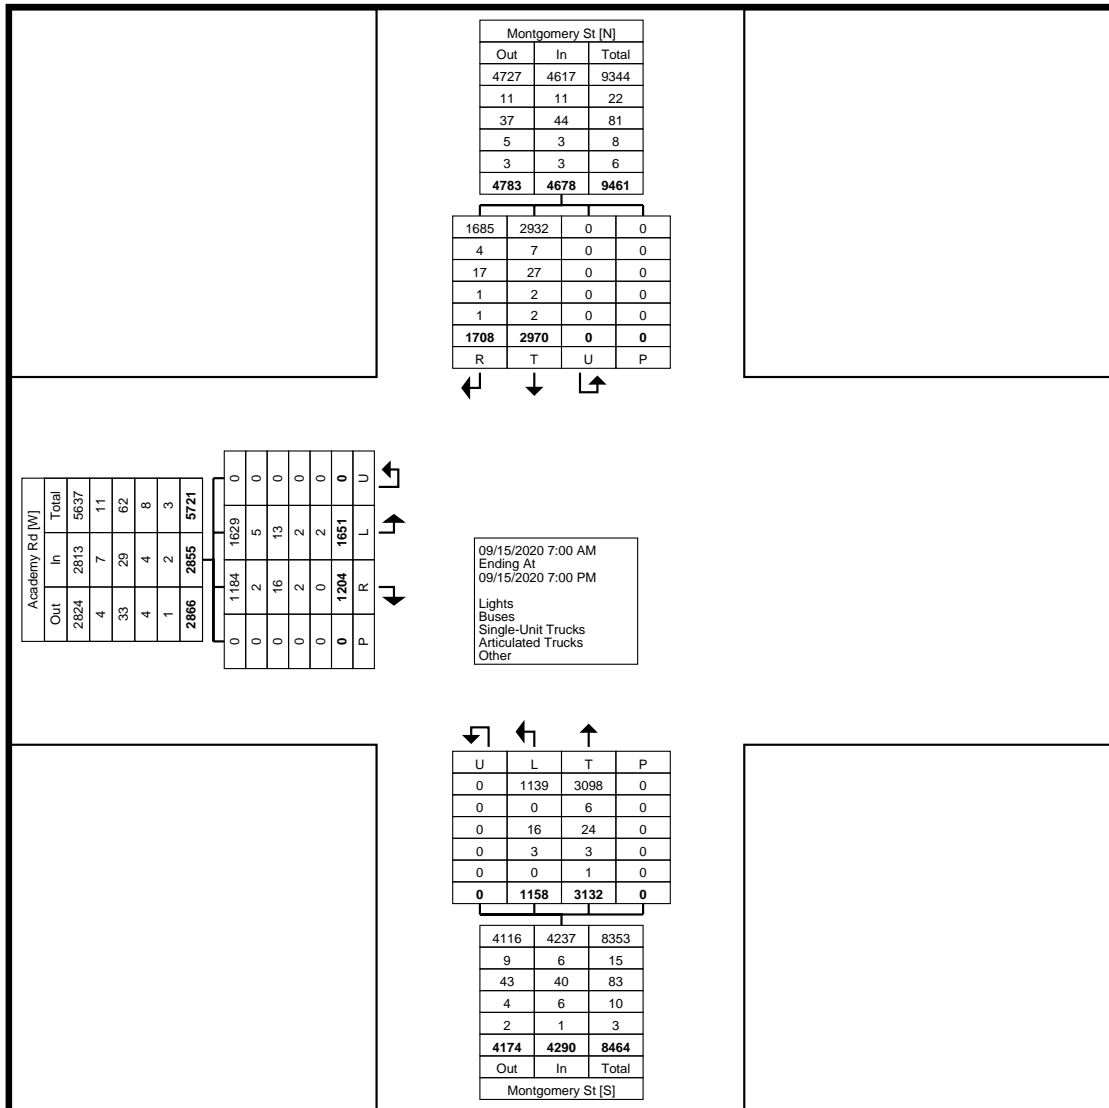 Montgomery St [N]
Out In Total
4727 4617 9344
11 11 22
37 44 81
5 3 8
3 3 6
4783 4678 9461
1685 2932 0 0
4 7 0 0
17 27 0 0
1 2 0 0
1 2 0 0
1708 2970 0 0
R T U P
Academy Rd [W]
Out In Total
2824 2813 5637
4 7 11
33 29 62
4 4 8
1 2 3
2866 2855 5721
0 1184 1629 0
0 2 5 0
0 16 13 0
0 2 2 0
0 0 2 0
0 1204 1651 0
P R L U
09/15/2020 7:00 AM
Ending At
09/15/2020 7:00 PM
Lights
Buses
Single-Unit Trucks
Articulated Trucks
Other
U L T P
0 1139 3098 0
0 0 6 0
0 16 24 0
0 3 3 0
0 0 1 0
0 1158 3132 0
4116 4237 8353
9 6 15
43 40 83
4 6 10
2 1 3
4174 4290 8464
Out In Total
Montgomery St [S]